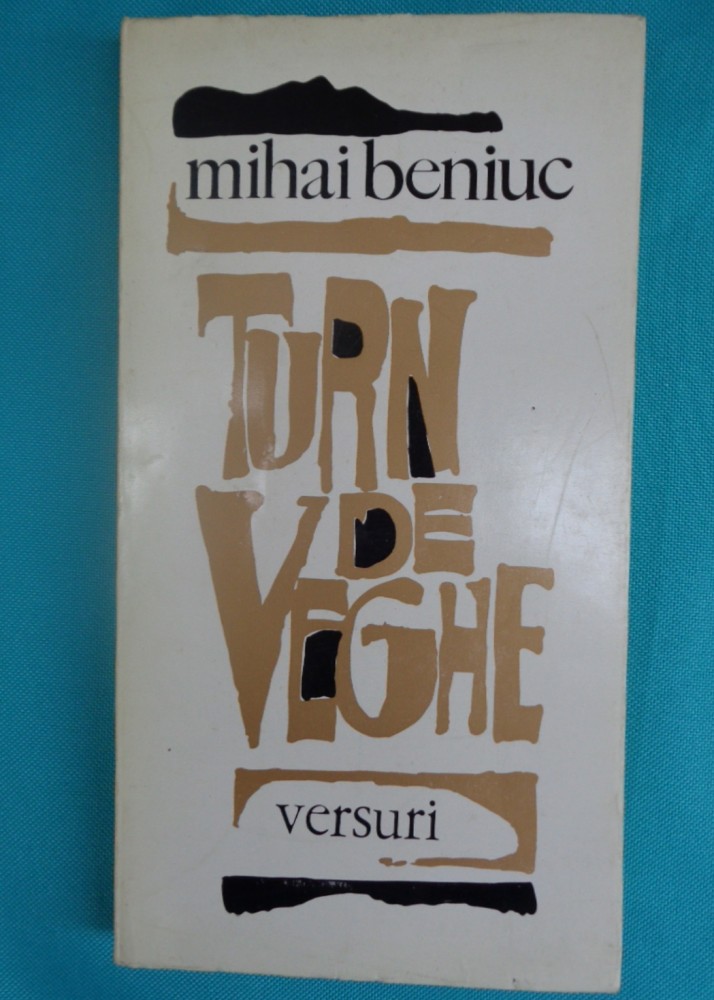 mihai beniuc
TURN
DE
VEGHE
versuri